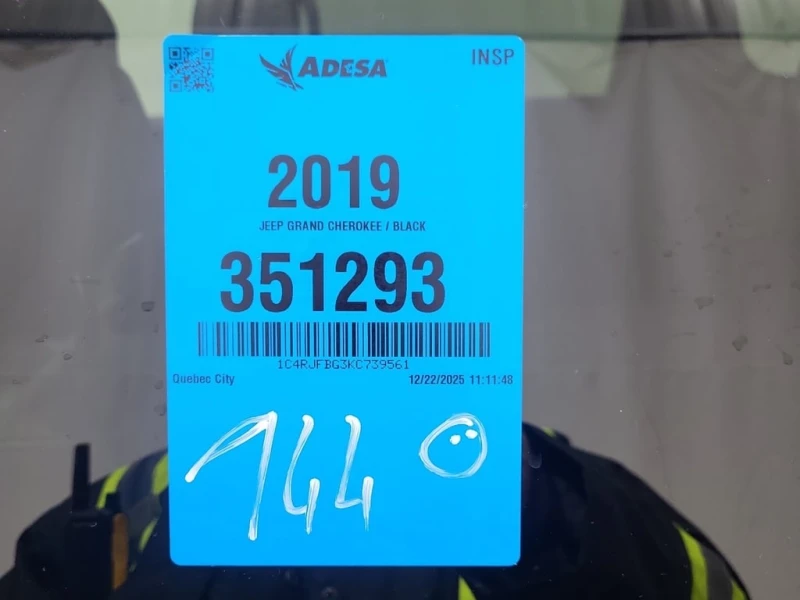 ADESA
INSP
2019
JEEP GRAND CHEROKEE / BLACK
351293
1C4RJFBG3KC739561
Quebec City 12/22/2025 11:11:48
144